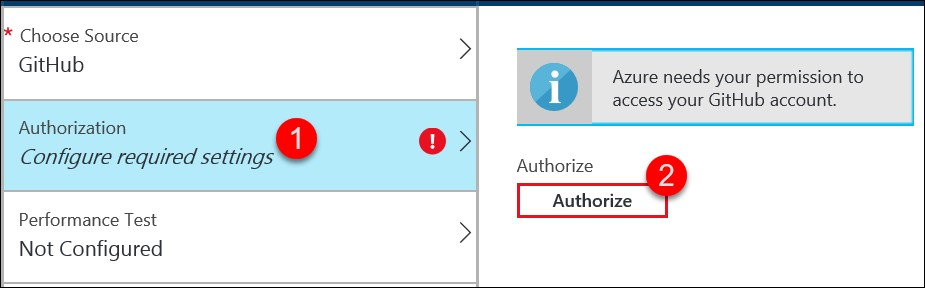 * Choose Source
GitHub
Authorization
Configure required settings
1
!
Performance Test
Not Configured
i
Azure needs your permission to
access your GitHub account.
Authorize
2
Authorize